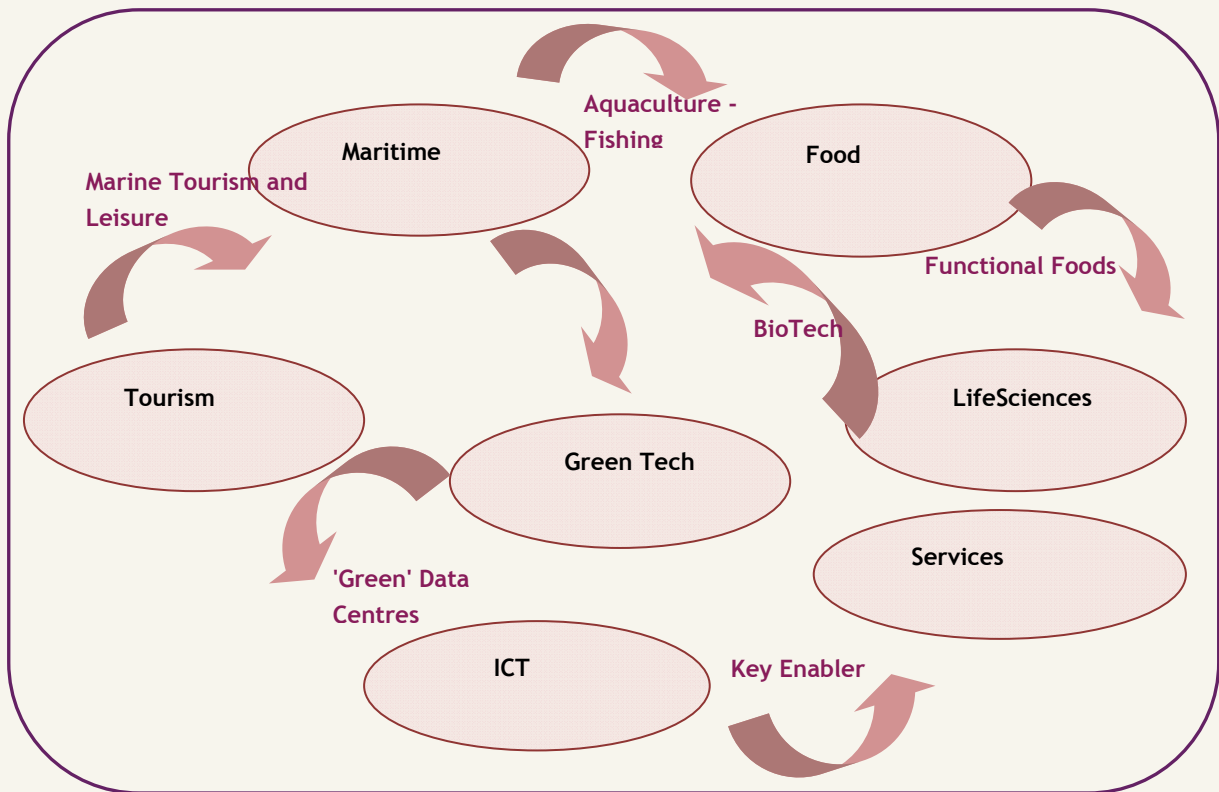 Aquaculture -
Fishing
Maritime
Food
Marine Tourism and
Leisure
Functional Foods
BioTech
Tourism
LifeSciences
Green Tech
Services
'Green' Data
Centres
ICT
Key Enabler